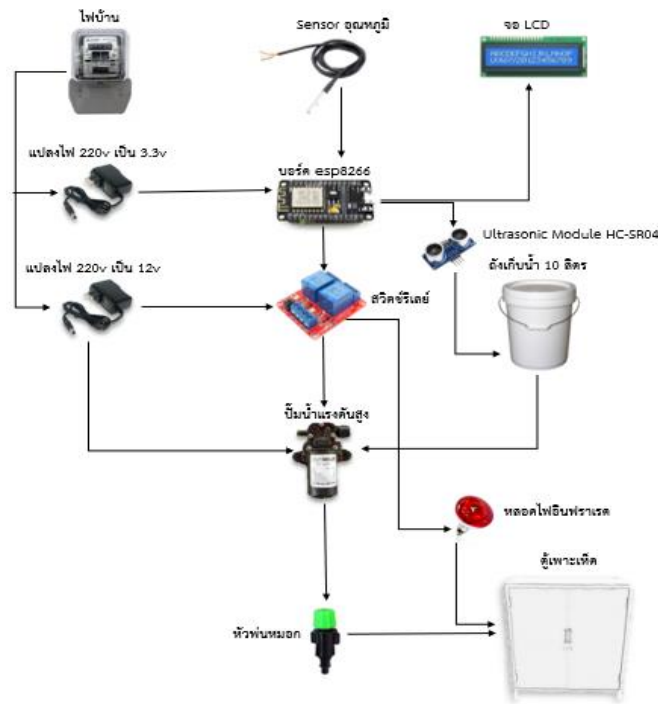 ไฟบ้าน
Sensor อุณหภูมิ
จอ LCD
แปลงไฟ 220v เป็น 3.3v
บอร์ด esp8266
Ultrasonic Module HC-SR04
แปลงไฟ 220v เป็น 12v
สวิตช์รีเลย์
ถังเก็บน้ำ 10 ลิตร
ปั๊มน้ำแรงดันสูง
หลอดไฟอินฟราเรด
ตู้เพาะเห็ด
หัวพ่นหมอก